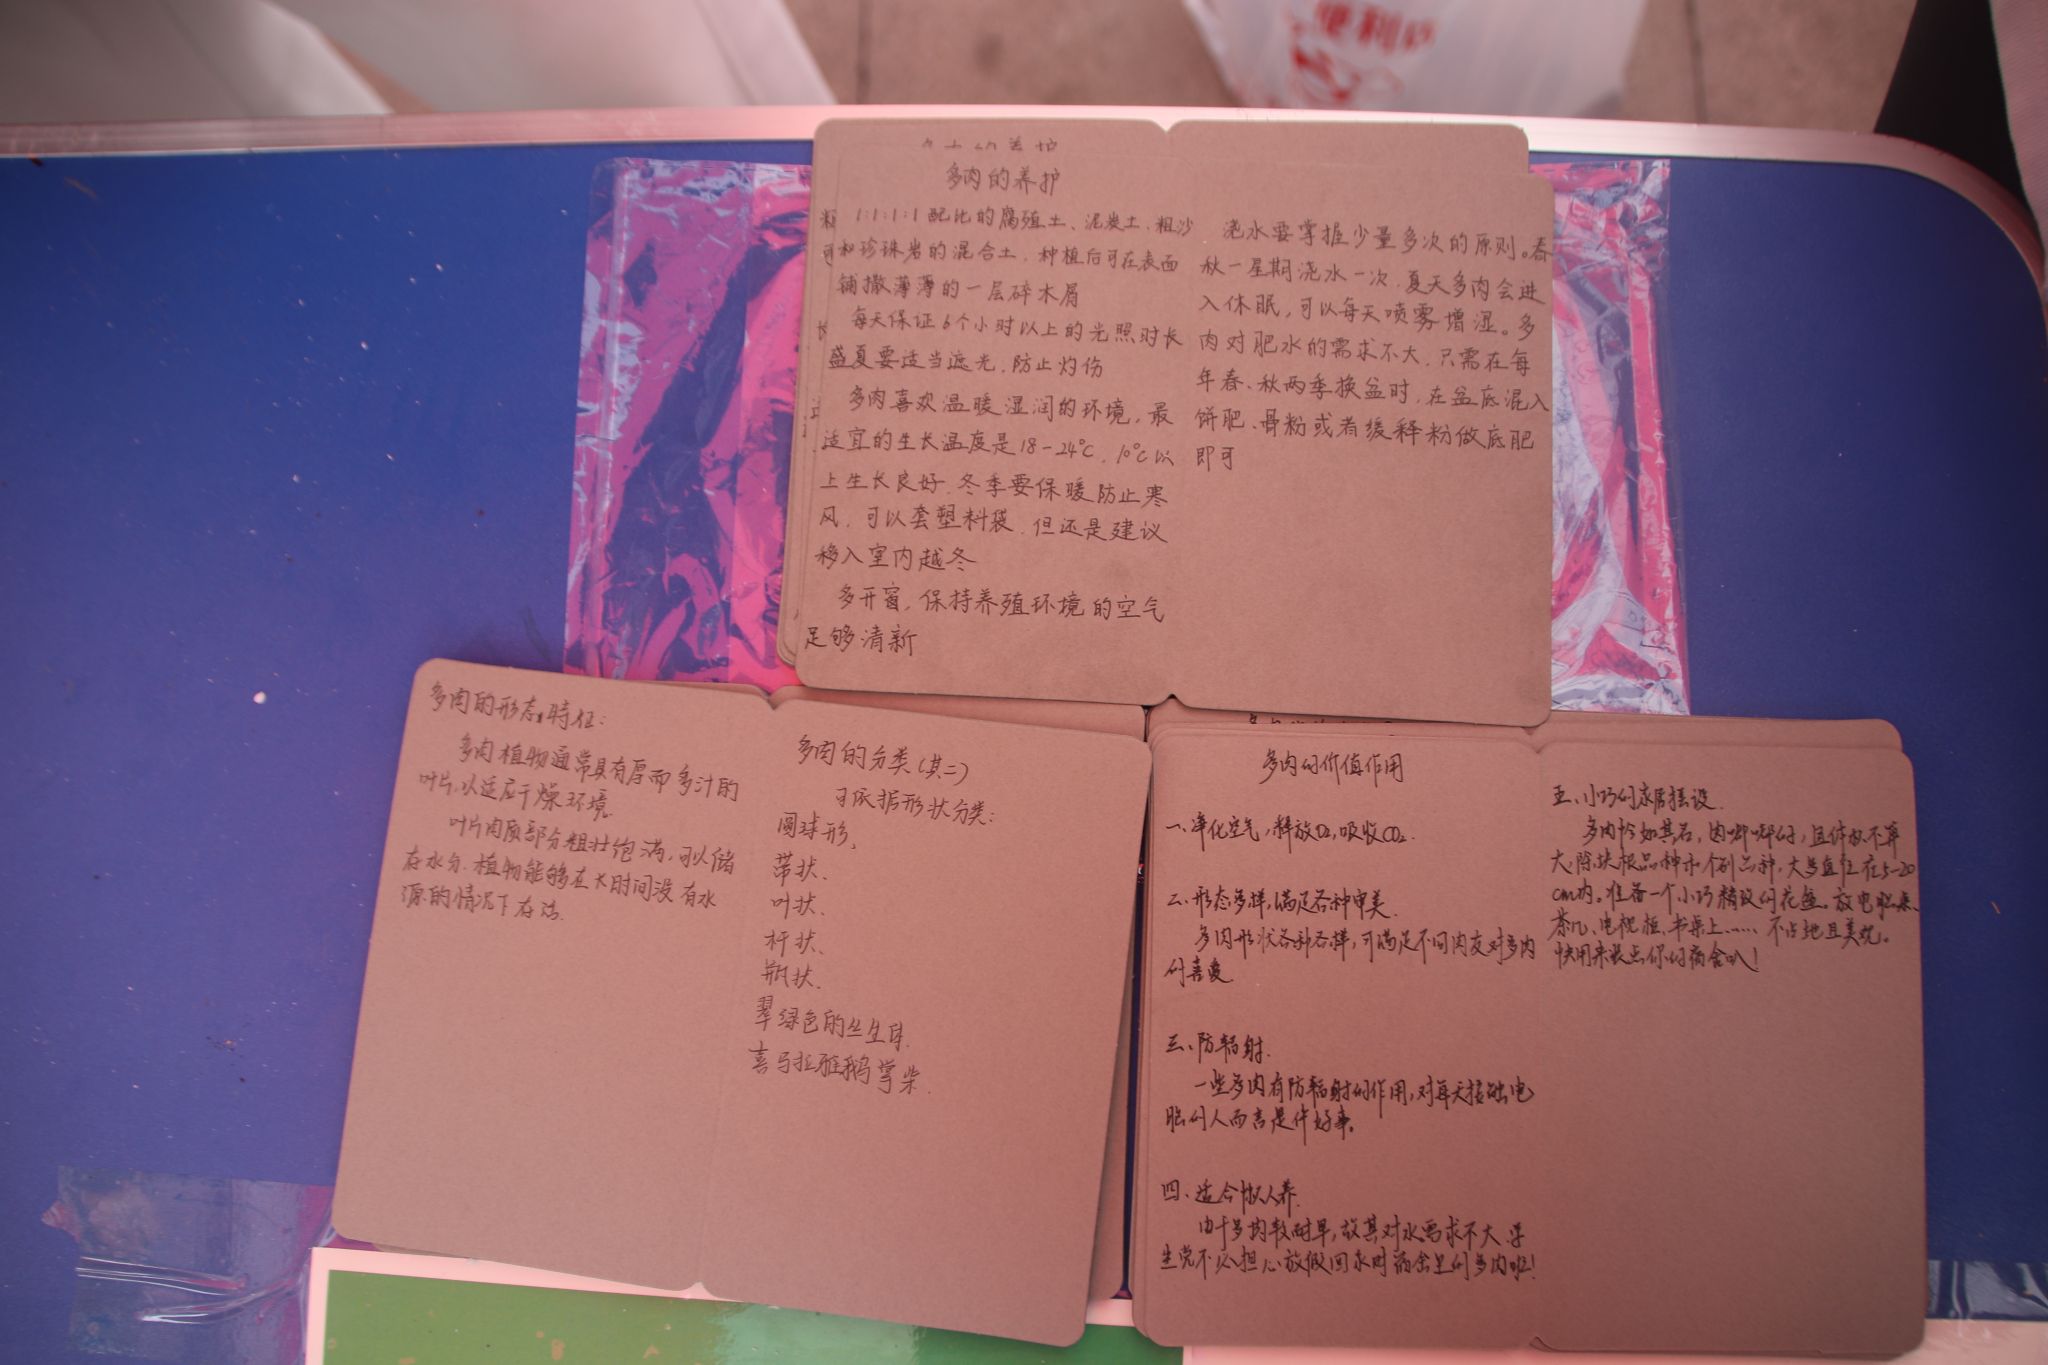 便利
多肉的养护
1:1:1:1配比的腐殖土、泥炭土、粗沙
和珍珠岩的混合土，种植后可在表面
铺撒薄薄的一层碎木屑
每天保证6个小时以上的光照时长
盛夏要适当遮光，防止灼伤
多肉喜欢温暖湿润的环境，最
适宜的生长温度是18-24℃，10℃以
上生长良好，冬季要保暖防止寒
风，可以套塑料袋，但还是建议
移入室内越冬
多开窗，保持养殖环境的空气
足够清新
浇水要掌握少量多次的原则。春
秋一星期浇水一次，夏天多肉会进
入休眠，可以每天喷雾增湿。多
肉对肥水的需求不大，只需在每
年春、秋两季换盆时，在盆底混入
饼肥、骨粉或者缓释粉做底肥
即可
多肉的形态特征：
多肉植物通常具有厚而多汁的
叶片，以适应干燥环境。
叶片肉质部分粗壮饱满，可以储
存水分，植物能够在长时间没有水
源的情况下存活.
多肉的分类（其二）
可依据形状分类：
圆球形、
带状、
叶状、
杆状、
瓶状、
翠绿色的丛生球.
喜马拉雅鹅掌柴.
多肉的价值作用
一、净化空气，释放O₂，吸收CO₂.
二、形态多样，满足各种审美.
多肉形状各种各样，可满足不同肉友对多肉
的喜爱.
三、防辐射.
一些多肉有防辐射的作用，对每天接触电
脑的人而言是件好事。
四、适合懒人养.
由于多肉较耐旱，故其对水需求不大.学
生党不必担心放假回家时宿舍里的多肉啦！
五、小巧的家居摆设.
多肉恰如其名，肉嘟嘟的，且体妆不算
大，除块根品种和个别品种，大多直径在5-20
cm内。准备一个小巧精致的花盆。放电脑桌、
茶几、电视柜、书桌上……不占地且美观。
快用来装点你的宿舍叭！